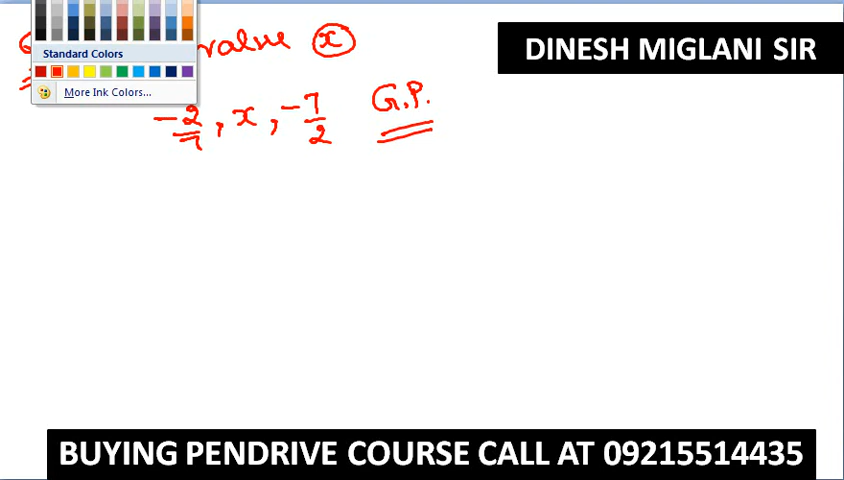 Standard Colors
More Ink Colors...
value x
-2/7, x, -7/2 G.P.
DINESH MIGLANI SIR
BUYING PENDRIVE COURSE CALL AT 09215514435